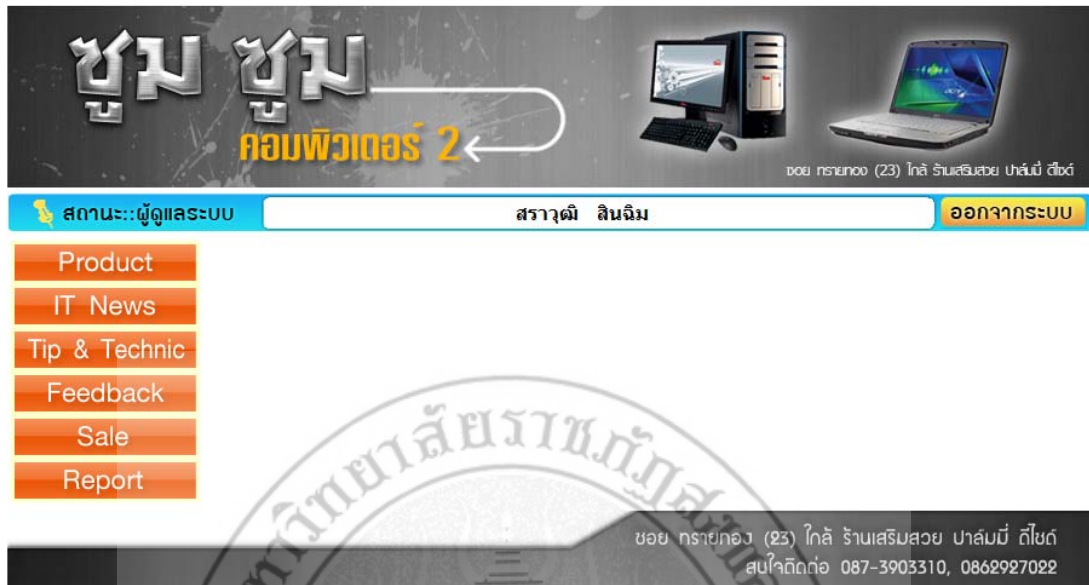 ซูม ซูม
คอมพิวเตอร์ 2
ซอย ทรายทอง (23) ใกล้ ร้านเสริมสวย ปาล์มมี่ ดีไซด์
สถานะ::ผู้ดูแลระบบ สราวุฒิ สินฉิม ออกจากระบบ
Product
IT News
Tip & Technic
Feedback
Sale
Report
ซอย ทรายทอง (23) ใกล้ ร้านเสริมสวย ปาล์มมี่ ดีไซด์
สนใจติดต่อ 087-3903310, 0862927022